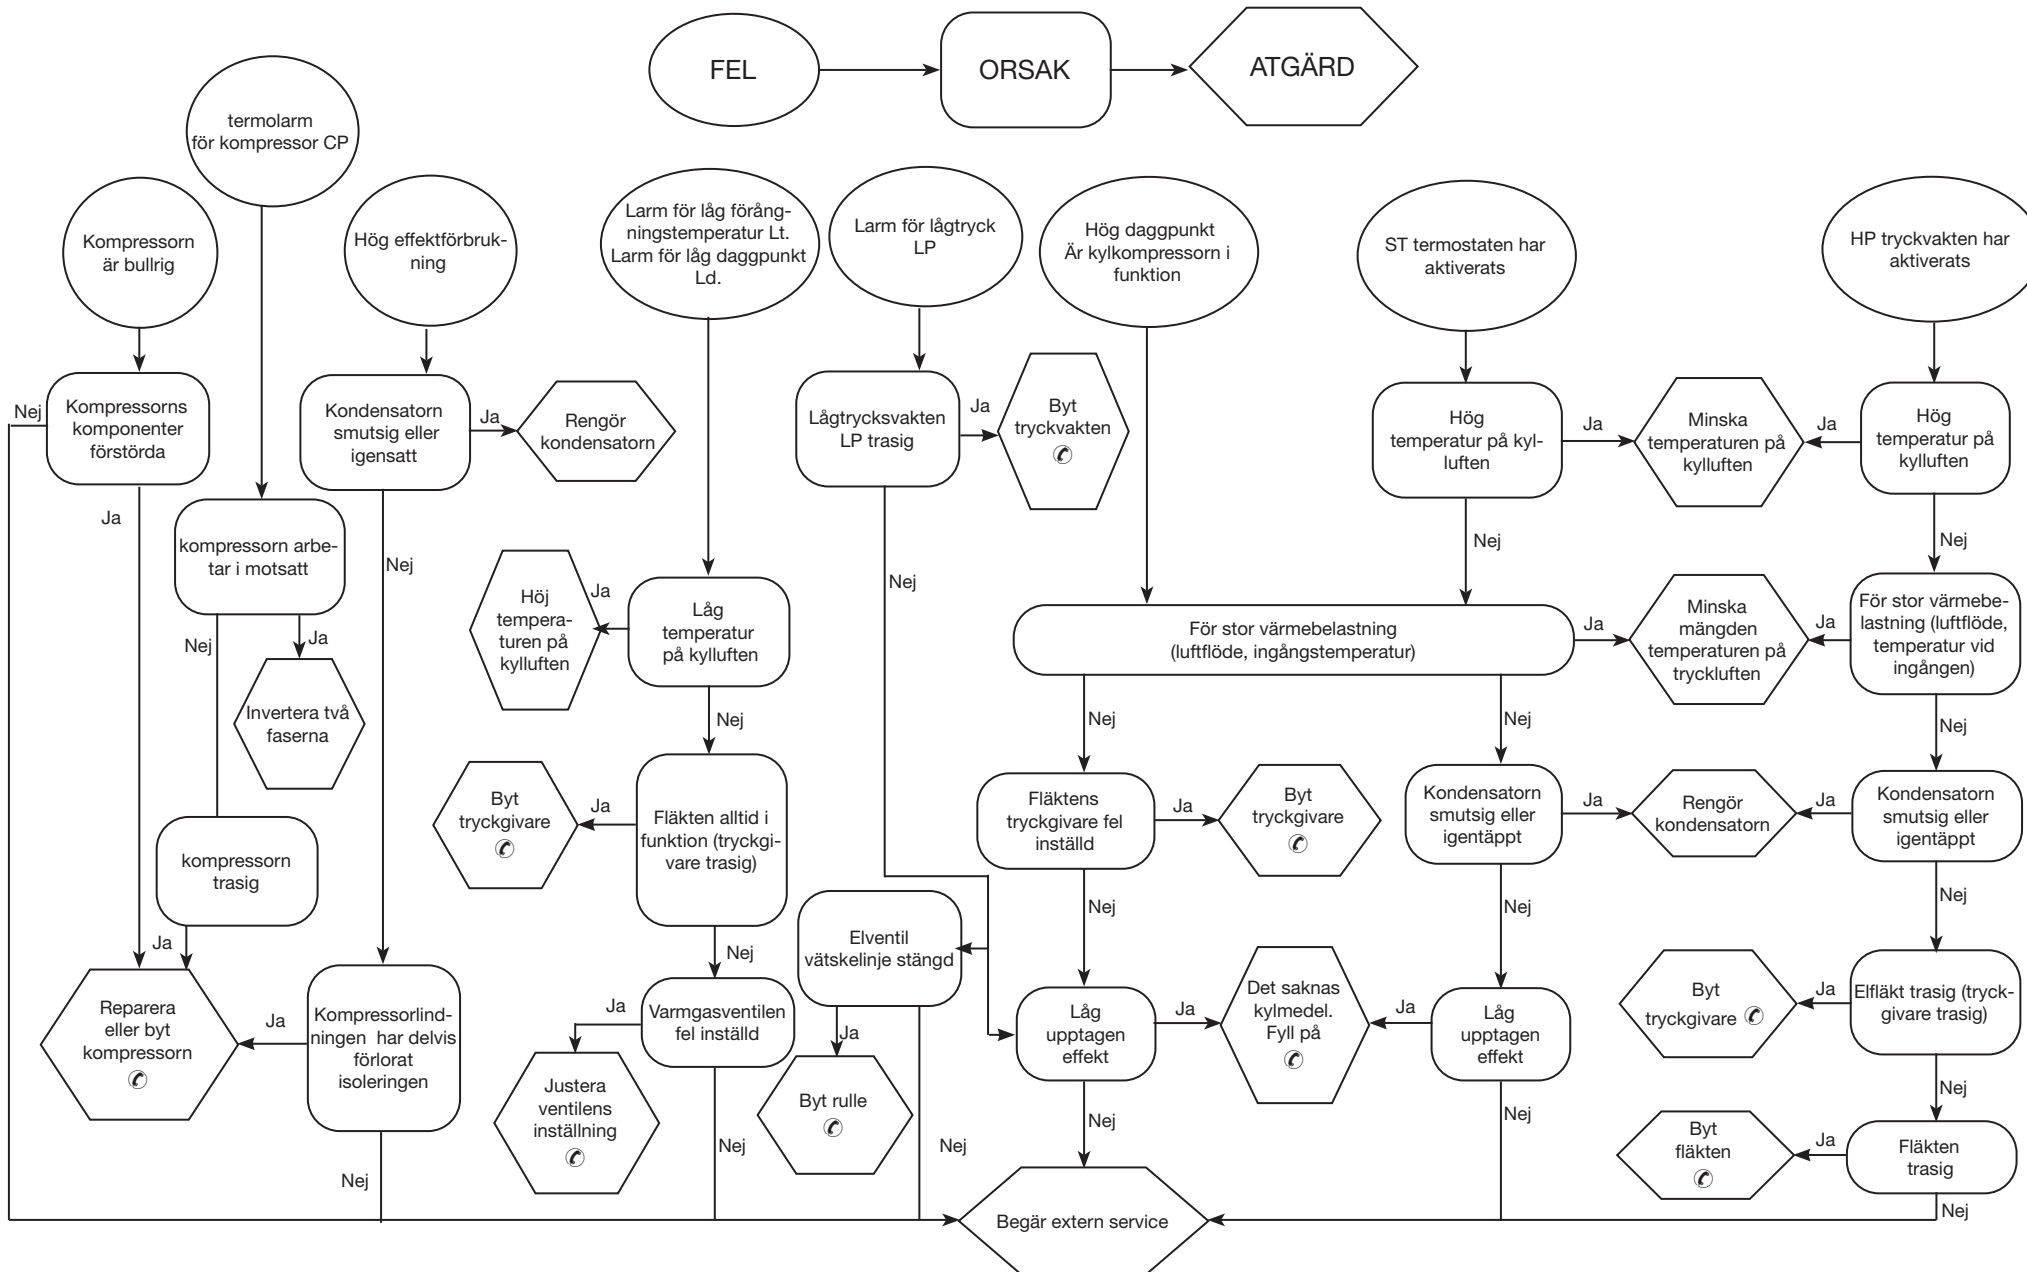 FEL
ORSAK
ATGÄRD
termolarm
för kompressor CP
Kompressorn
är bullrig
Hög effektförbruk-
ning
Larm för låg förång-
ningstemperatur Lt.
Larm för låg daggpunkt
Ld.
Larm för lågtryck
LP
Hög daggpunkt
Är kylkompressorn i
funktion
ST termostaten har
aktiverats
HP tryckvakten har
aktiverats
Nej
Kompressorns
komponenter
förstörda
Kondensatorn
smutsig eller
igensatt
Ja
Rengör
kondensatorn
Lågtrycksvakten
LP trasig
Ja
Byt
tryckvakten
✆
Hög
temperatur på kyl-
luften
Ja
Minska
temperaturen på
kylluften
Ja
Hög
temperatur på
kylluften
Ja
kompressorn arbe-
tar i motsatt
Nej
Nej
Nej
Nej
Höj
tempera-
turen på
kylluften
Ja
Låg
temperatur
på kylluften
För stor värmebelastning
(luftflöde, ingångstemperatur)
Ja
Minska
mängden
temperaturen på
tryckluften
Ja
För stor värmebe-
lastning (luftflöde,
temperatur vid
ingången)
Nej
Ja
Invertera två
faserna
Nej
Nej
Nej
Nej
Byt
tryckgivare
✆
Ja
Fläkten alltid i
funktion (tryckgi-
vare trasig)
Fläktens
tryckgivare fel
inställd
Ja
Byt
tryckgivare
✆
Kondensatorn
smutsig eller
igentäppt
Ja
Rengör
kondensatorn
Ja
Kondensatorn
smutsig eller
igentäppt
kompressorn
trasig
Ja
Nej
Nej
Nej
Nej
Elventil
vätskelinje stängd
Reparera
eller byt
kompressorn
✆
Ja
Kompressorlind-
ningen har delvis
förlorat
isoleringen
Ja
Varmgasventilen
fel inställd
Ja
Låg
upptagen
effekt
Ja
Det saknas
kylmedel.
Fyll på
✆
Ja
Låg
upptagen
effekt
Byt
tryckgivare ✆
Ja
Elfläkt trasig (tryck-
givare trasig)
Justera
ventilens
inställning
✆
Byt rulle
✆
Nej
Nej
Nej
Nej
Nej
Nej
Byt
fläkten
✆
Ja
Fläkten
trasig
Nej
Begär extern service